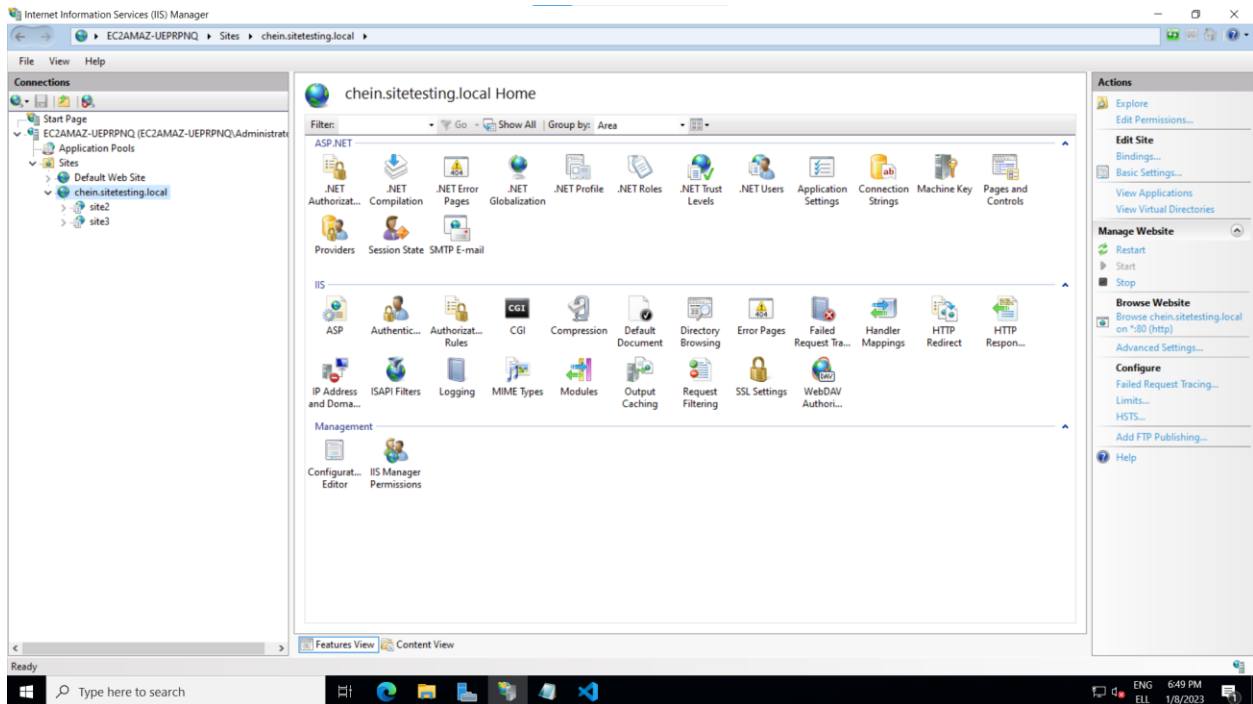 Internet Information Services (IIS) Manager
EC2AMAZ-UEPRPNQ Sites chein.sitetesting.local
File View Help
Connections
Start Page
EC2AMAZ-UEPRPNQ (EC2AMAZ-UEPRPNQ\Administrat
Application Pools
Sites
Default Web Site
chein.sitetesting.local
site2
site3
chein.sitetesting.local Home
Filter: Go Show All Group by: Area
ASP.NET
.NET Authorizat...
.NET Compilation
.NET Error Pages
.NET Globalization
.NET Profile
.NET Roles
.NET Trust Levels
.NET Users
Application Settings
Connection Strings
Machine Key
Pages and Controls
Providers
Session State
SMTP E-mail
IIS
ASP
Authentic...
Authorizat... Rules
CGI
Compression
Default Document
Directory Browsing
Error Pages
Failed Request Tra...
Handler Mappings
HTTP Redirect
HTTP Respon...
IP Address and Doma...
ISAPI Filters
Logging
MIME Types
Modules
Output Caching
Request Filtering
SSL Settings
WebDAV Authori...
Management
Configurat... Editor
IIS Manager Permissions
Features View Content View
Actions
Explore
Edit Permissions...
Edit Site
Bindings...
Basic Settings...
View Applications
View Virtual Directories
Manage Website
Restart
Start
Stop
Browse Website
Browse chein.sitetesting.local
on *:80 (http)
Advanced Settings...
Configure
Failed Request Tracing...
Limits...
HSTS...
Add FTP Publishing...
Help
Ready
Type here to search
ENG 6:49 PM
ELL 1/8/2023